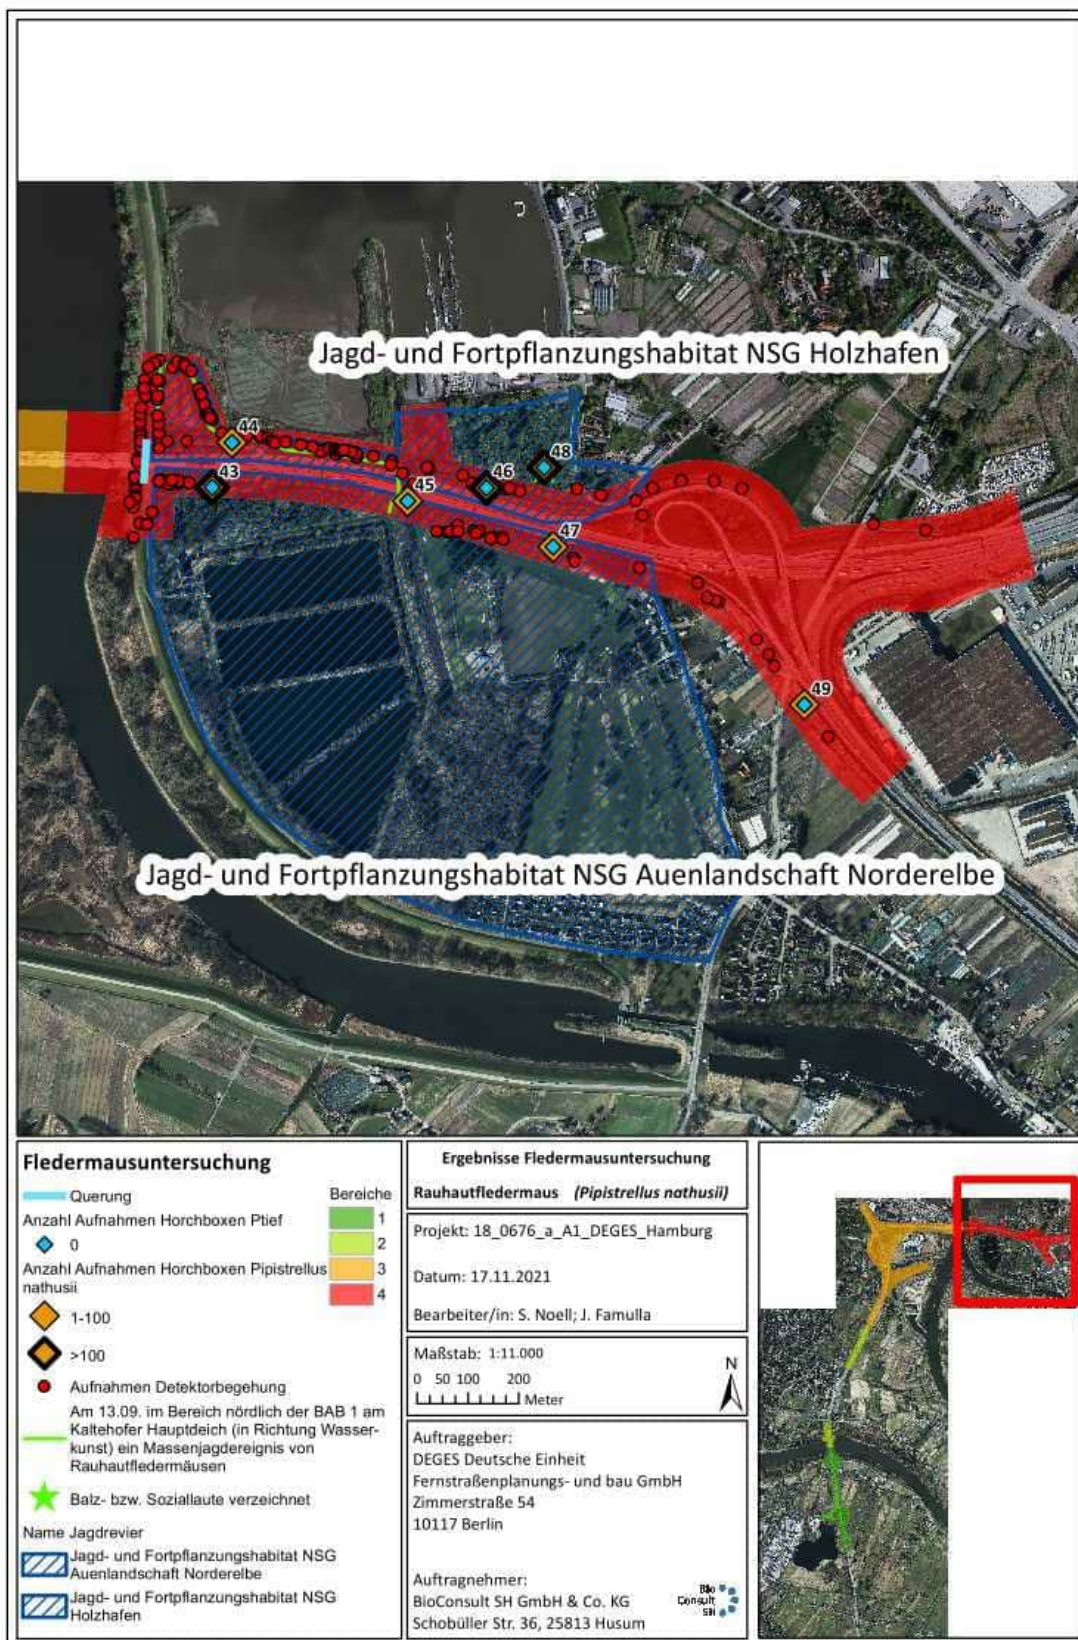 Jagd- und Fortpflanzungshabitat NSG Holzhafen
44
48
43
46
45
47
49
Jagd- und Fortpflanzungshabitat NSG Auenlandschaft Norderelbe
Fledermausuntersuchung
Querung
Anzahl Aufnahmen Horchboxen Ptief
0
Anzahl Aufnahmen Horchboxen Pipistrellus
nathusii
1-100
>100
Aufnahmen Detektorbegehung
Am 13.09. im Bereich nördlich der BAB 1 am
Kaltehofer Hauptdeich (in Richtung Wasser-
kunst) ein Massenjagdereignis von
Rauhautfledermäusen
Balz- bzw. Soziallaute verzeichnet
Name Jagdrevier
Jagd- und Fortpflanzungshabitat NSG
Auenlandschaft Norderelbe
Jagd- und Fortpflanzungshabitat NSG
Holzhafen
Bereiche
1
2
3
4
Ergebnisse Fledermausuntersuchung
Rauhautfledermaus (Pipistrellus nathusii)
Projekt: 18_0676_a_A1_DEGES_Hamburg
Datum: 17.11.2021
Bearbeiter/in: S. Noell; J. Famulla
Maßstab: 1:11.000
0 50 100 200
Meter
N
Auftraggeber:
DEGES Deutsche Einheit
Fernstraßenplanungs- und bau GmbH
Zimmerstraße 54
10117 Berlin
Auftragnehmer:
BioConsult SH GmbH & Co. KG
Schobüller Str. 36, 25813 Husum
Bio
Consult
SH